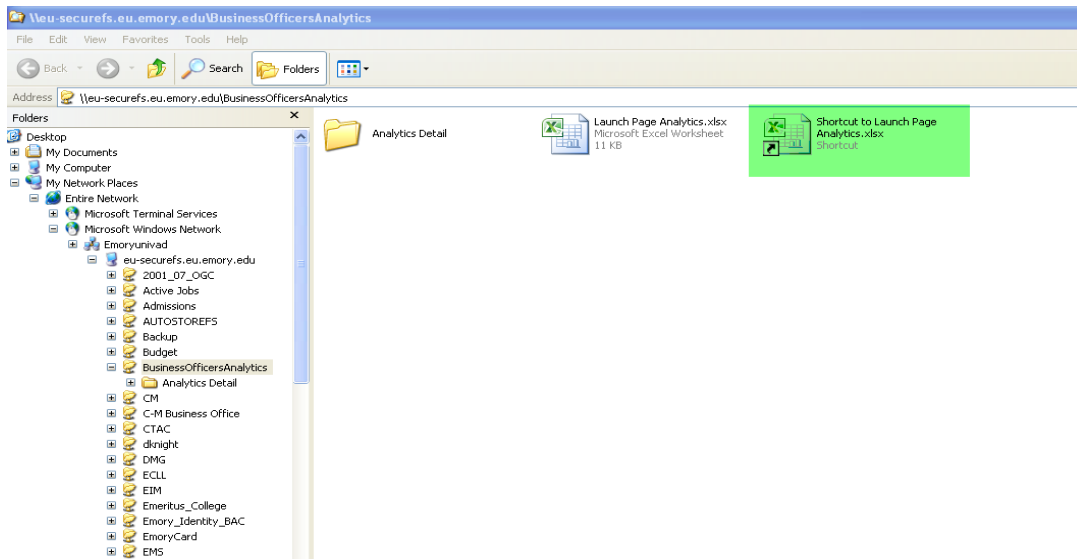 \\eu-securefs.eu.emory.edu\BusinessOfficersAnalytics
File Edit View Favorites Tools Help
Back Search Folders
Address \\eu-securefs.eu.emory.edu\BusinessOfficersAnalytics
Folders
Desktop
My Documents
My Computer
My Network Places
Entire Network
Microsoft Terminal Services
Microsoft Windows Network
Emoryunivad
eu-securefs.eu.emory.edu
2001_07_OGC
Active Jobs
Admissions
AUTOSTOREFS
Backup
Budget
BusinessOfficersAnalytics
Analytics Detail
CM
C-M Business Office
CTAC
dknight
DMG
ECLL
EIM
Emeritus_College
Emory_Identity_BAC
EmoryCard
EMS
Analytics Detail
Launch Page Analytics.xlsx
Microsoft Excel Worksheet
11 KB
Shortcut to Launch Page
Analytics.xlsx
Shortcut